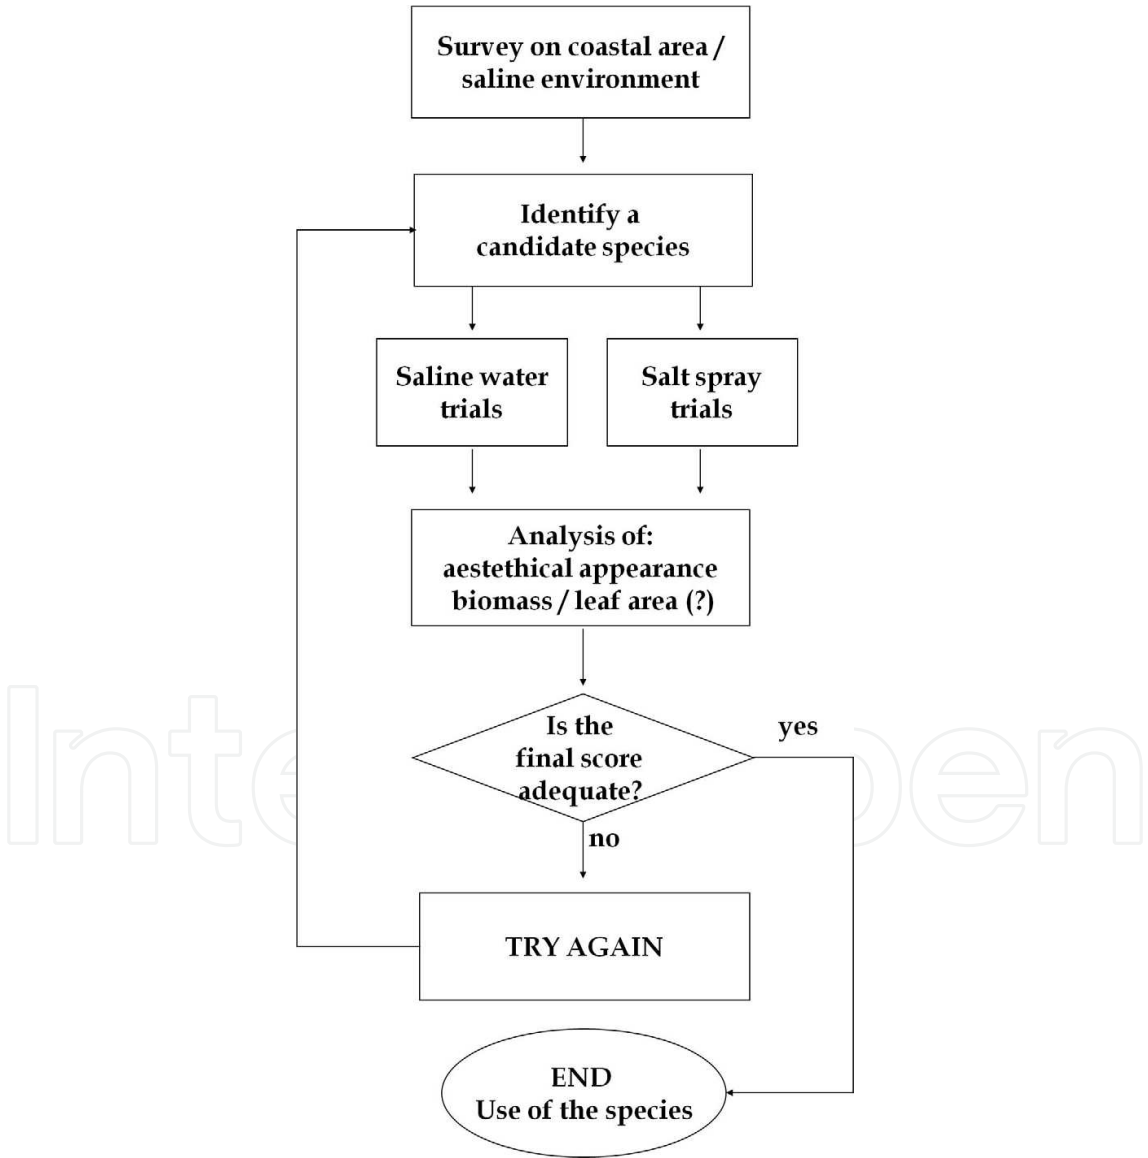 Survey on coastal area /
saline environment
Identify a
candidate species
Saline water
trials
Salt spray
trials
Analysis of:
aestethical appearance
biomass / leaf area (?)
Is the
final score
adequate?
yes
no
TRY AGAIN
END
Use of the species